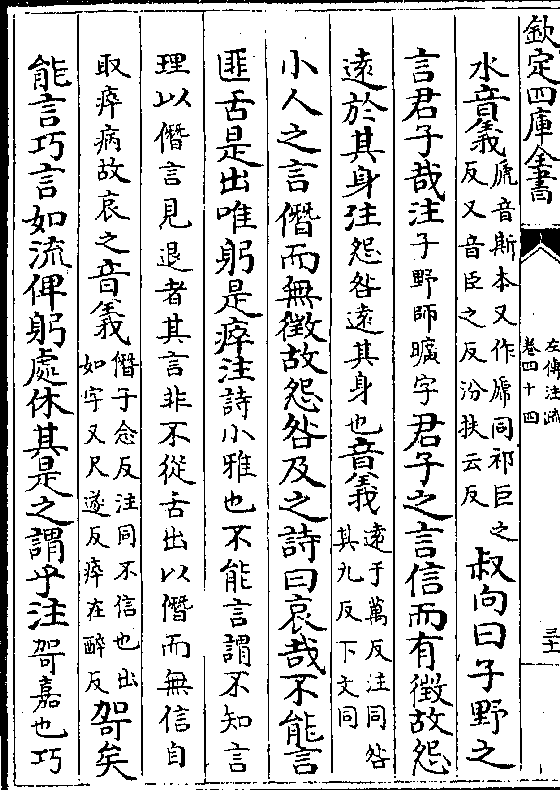 欽定四庫全書
左傳注疏
卷四十四
水音義虒音斯本又作虒同祁巨之
反又音臣之反汾扶云反叔向曰子野之
言君子哉注子野師曠字君子之言信而有徵故怨
遠於其身注怨咎遠其身也音義遠于萬反注同咎
其九反下文同
小人之言僭而無徵故怨咎及之詩曰哀哉不能言
匪舌是出唯躬是瘁注詩小雅也不能言謂不知言
理以僭言見退者其言非不從舌出以僭而無信自
取瘁病故哀之音義僭子念反注同不信也出
如字又尺遂反瘁在醉反哿矣
能言巧言如流俾躬處休其是之謂乎注哿嘉也巧